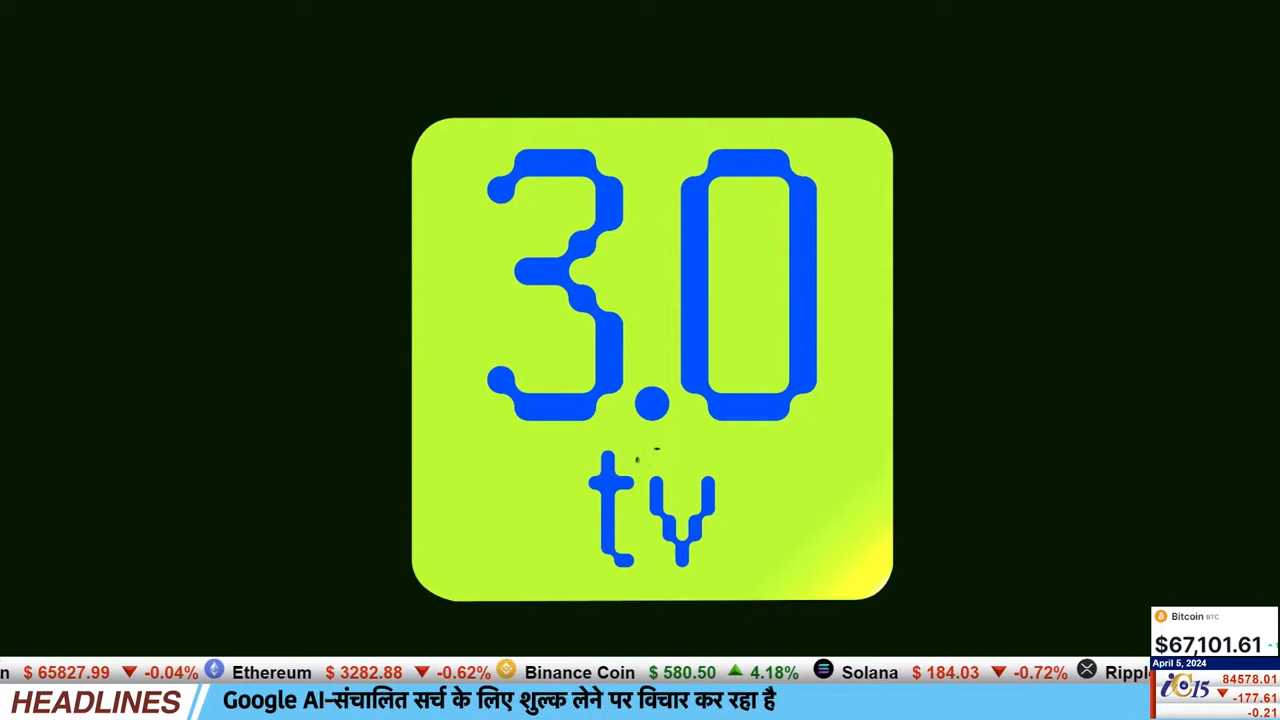 3.0
tv
Bitcoin BTC
$67,101.61
April 5, 2024
n $ 65827.99 -0.04% Ethereum $ 3282.88 -0.62% Binance Coin $ 580.50 4.18% Solana $ 184.03 -0.72% Rippl
84578.01
IC15 -177.61
-0.21
HEADLINES Google AI-संचालित सर्च के लिए शुल्क लेने पर विचार कर रहा है